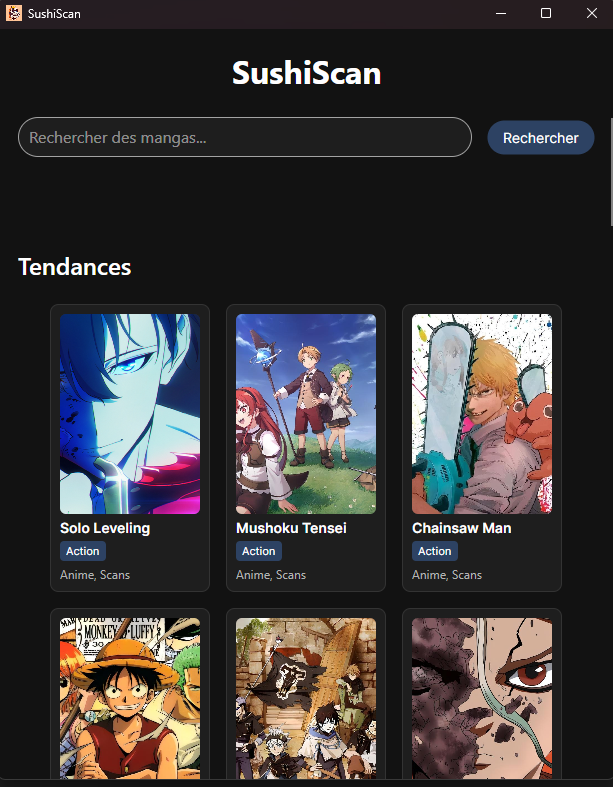 SushiScan
SushiScan
Rechercher des mangas...
Rechercher
Tendances
Solo Leveling
Mushoku Tensei
Chainsaw Man
Action
Action
Action
Anime, Scans
Anime, Scans
Anime, Scans
MONKEY•D•LUFFY